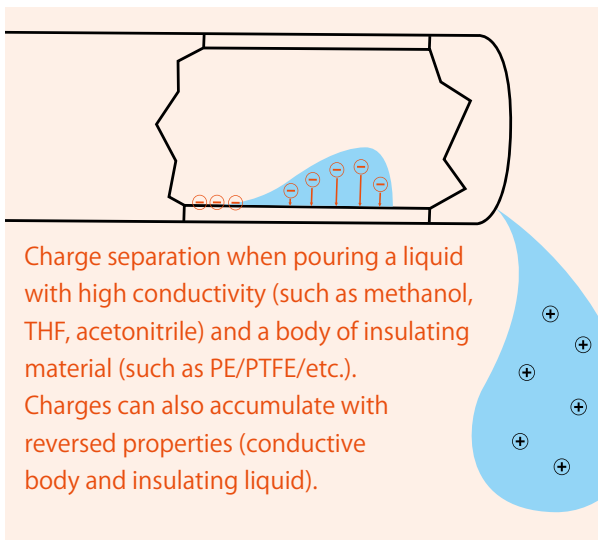 Charge separation when pouring a liquid
with high conductivity (such as methanol,
THF, acetonitrile) and a body of insulating
material (such as PE/PTFE/etc.).
Charges can also accumulate with
reversed properties (conductive
body and insulating liquid).